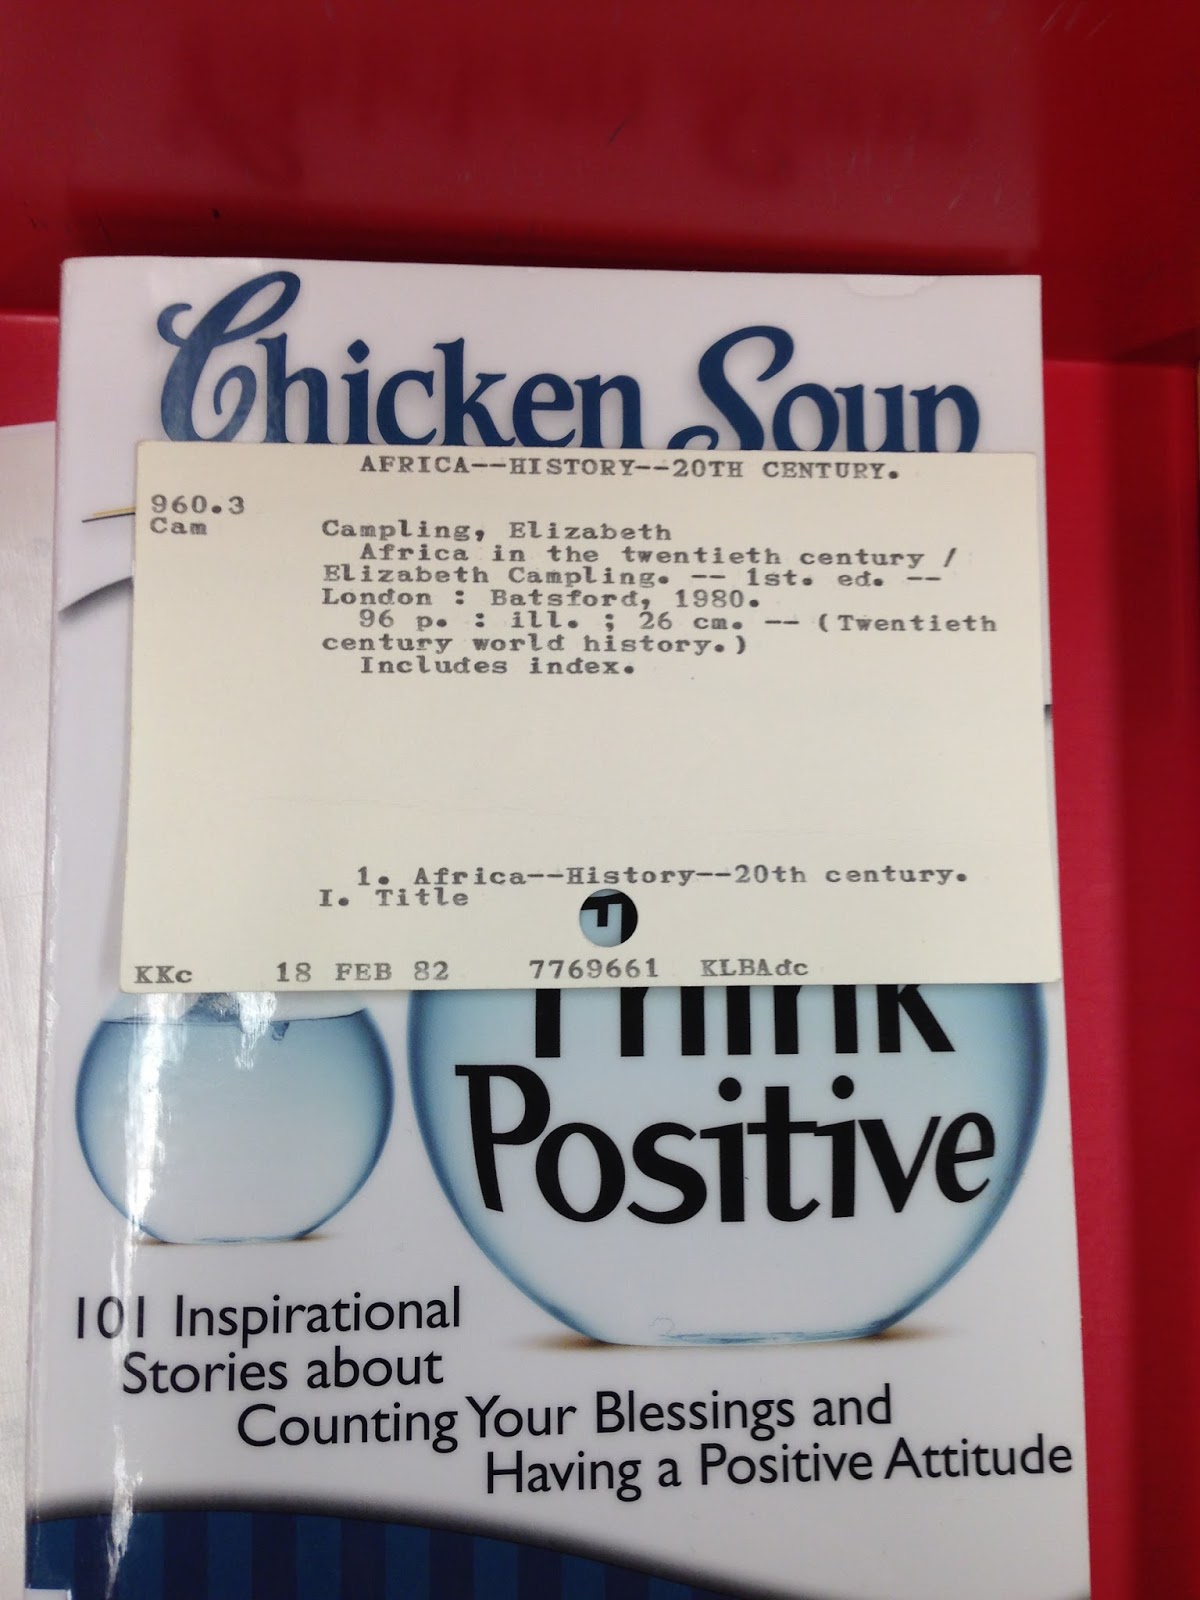 Chicken Soup
AFRICA--HISTORY--20TH CENTURY.
960.3
Cam
Campling, Elizabeth
Africa in the twentieth century /
Elizabeth Campling. -- 1st. ed. --
London : Batsford, 1980.
96 p. : ill. ; 26 cm. -- (Twentieth
century world history.)
Includes index.
1. Africa--History--20th century.
I. Title
KKc 18 FEB 82 7769661 KLBAdc
Think
Positive
101 Inspirational
Stories about
Counting Your Blessings and
Having a Positive Attitude